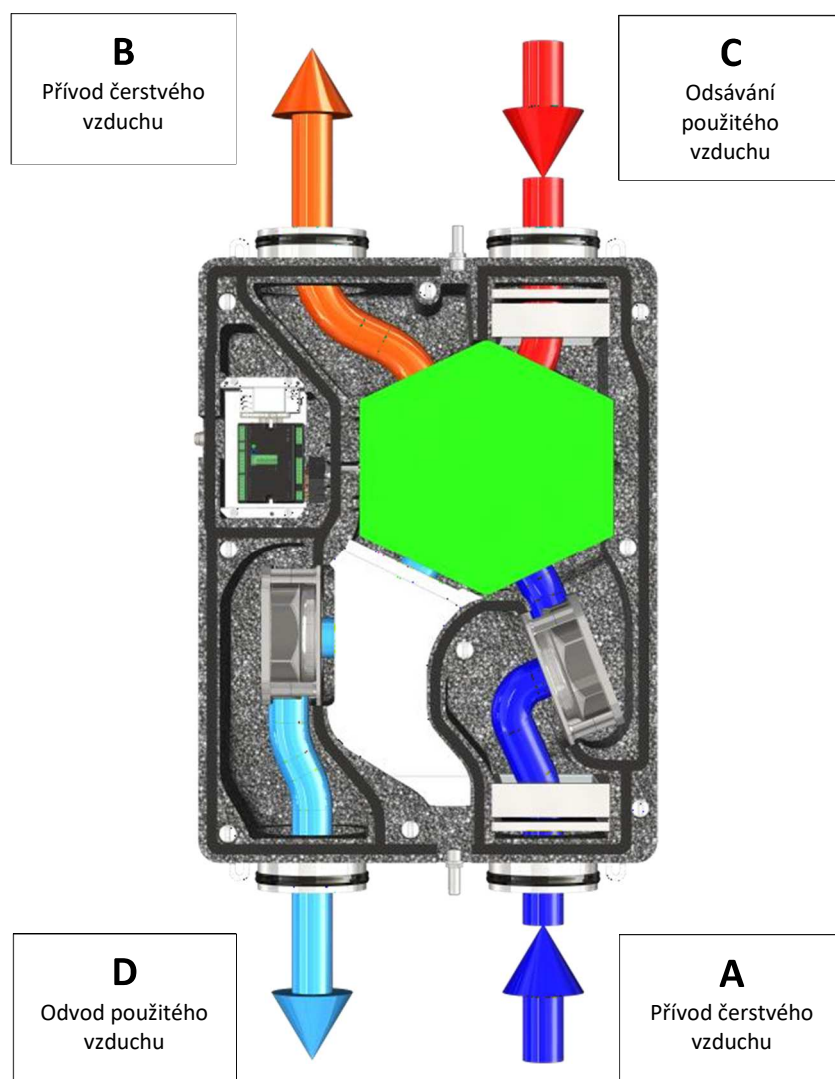 B
Přívod čerstvého
vzduchu
C
Odsávání
použitého
vzduchu
D
Odvod použitého
vzduchu
A
Přívod čerstvého
vzduchu